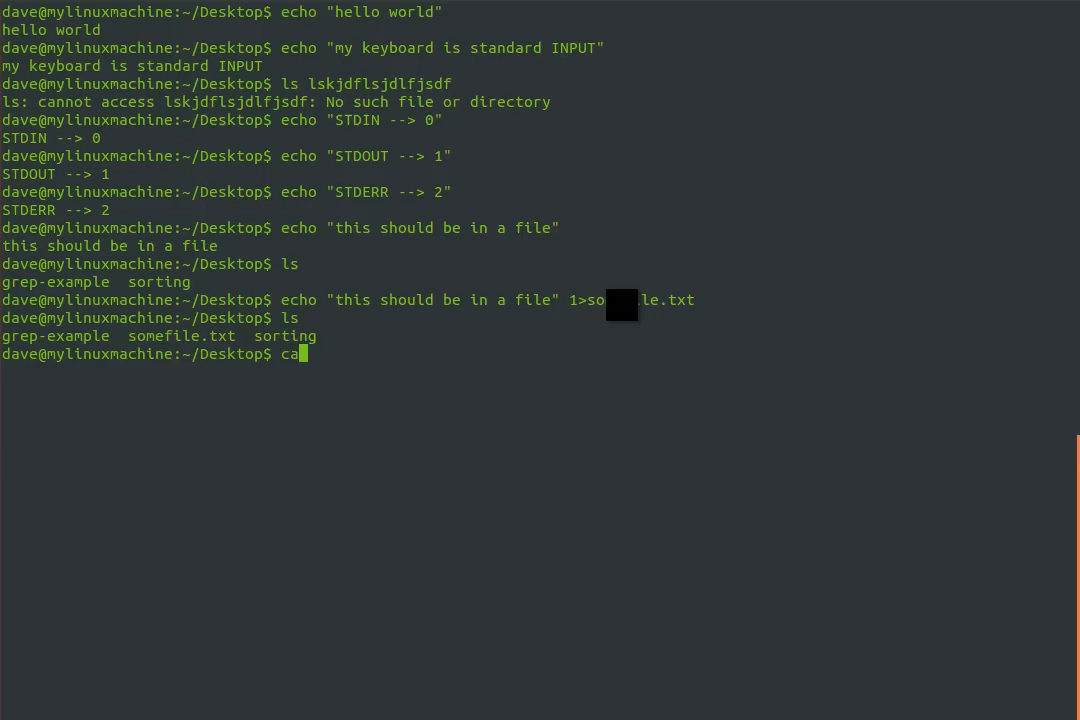 dave@mylinuxmachine:~/Desktop$ echo "hello world"
hello world
dave@mylinuxmachine:~/Desktop$ echo "my keyboard is standard INPUT"
my keyboard is standard INPUT
dave@mylinuxmachine:~/Desktop$ ls lskjdflsjdlfjsdf
ls: cannot access lskjdflsjdlfjsdf: No such file or directory
dave@mylinuxmachine:~/Desktop$ echo "STDIN --> 0"
STDIN --> 0
dave@mylinuxmachine:~/Desktop$ echo "STDOUT --> 1"
STDOUT --> 1
dave@mylinuxmachine:~/Desktop$ echo "STDERR --> 2"
STDERR --> 2
dave@mylinuxmachine:~/Desktop$ echo "this should be in a file"
this should be in a file
dave@mylinuxmachine:~/Desktop$ ls
grep-example  sorting
dave@mylinuxmachine:~/Desktop$ echo "this should be in a file"
dave@mylinuxmachine:~/Desktop$ ls
grep-example  somefile.txt  sorting
dave@mylinuxmachine:~/Desktop$ ca